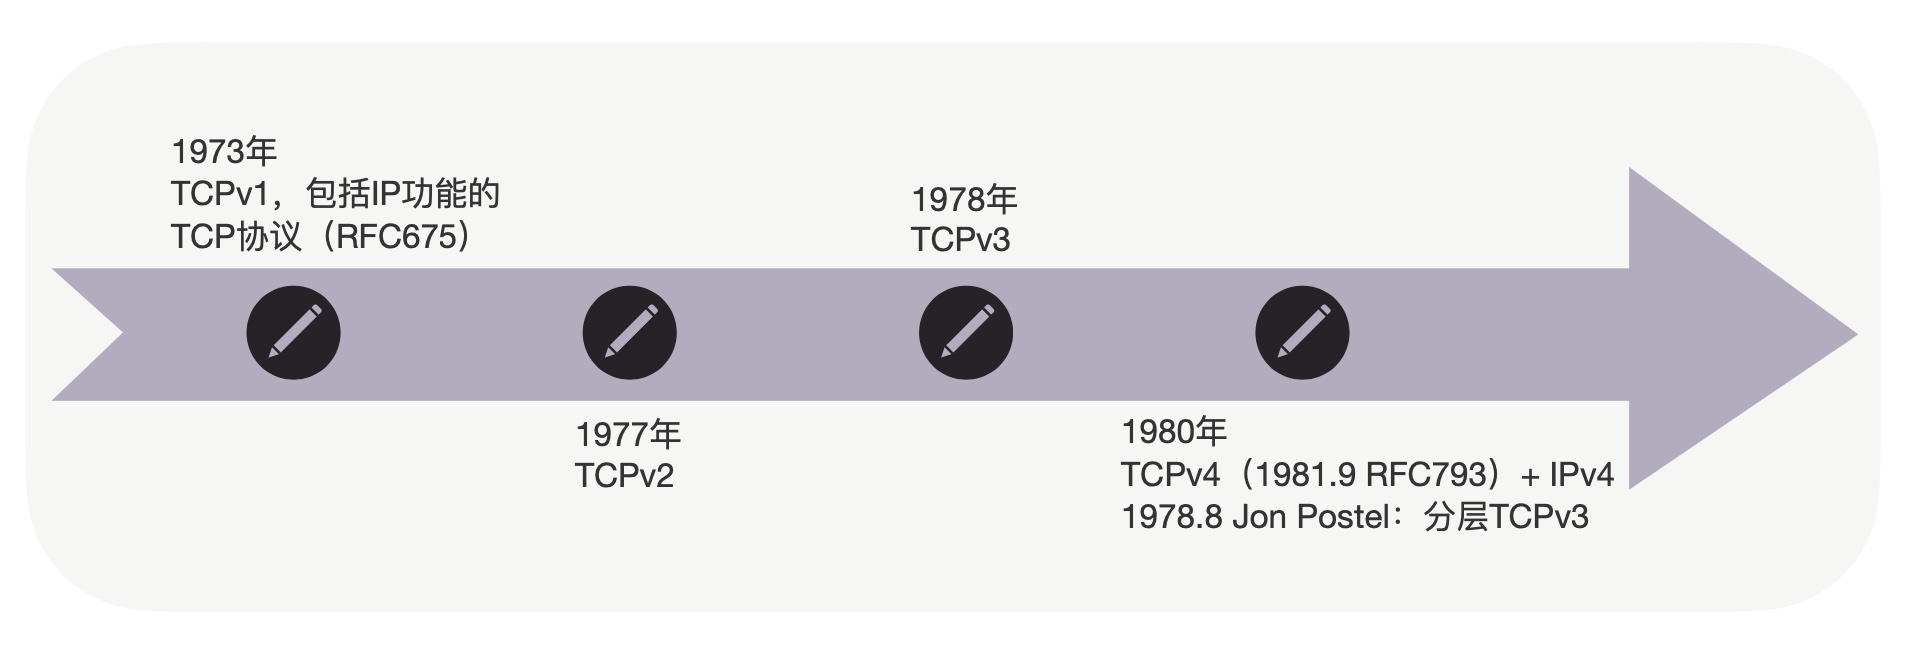 1973年
TCPv1，包括IP功能的
TCP协议（RFC675）
1977年
TCPv2
1978年
TCPv3
1980年
TCPv4（1981.9 RFC793）+ IPv4
1978.8 Jon Postel：分层TCPv3